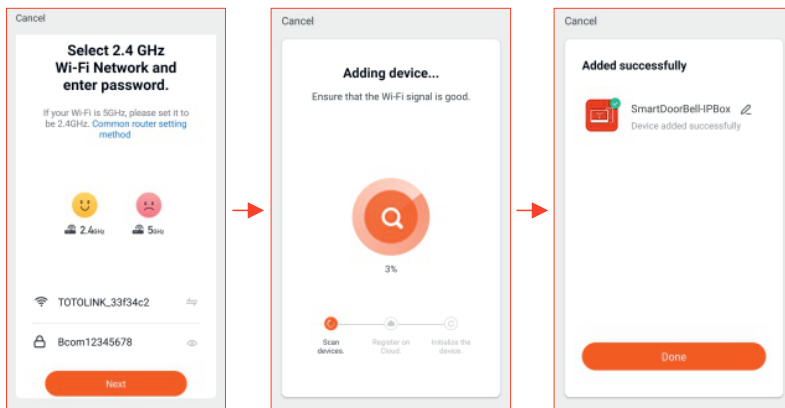 Cancel
Select 2.4 GHz
Wi-Fi Network and
enter password.
If your Wi-Fi is 5GHz, please set it to
be 2.4GHz. Common router setting
method
2.4GHz
5GHz
TOTOLINK_33f34c2
Bcom12345678
Next
Cancel
Adding device...
Ensure that the Wi-Fi signal is good.
3%
Scan
devices.
Register on
Cloud.
Initialize the
device.
Cancel
Added successfully
SmartDoorBell-IPBox
Device added successfully
Done